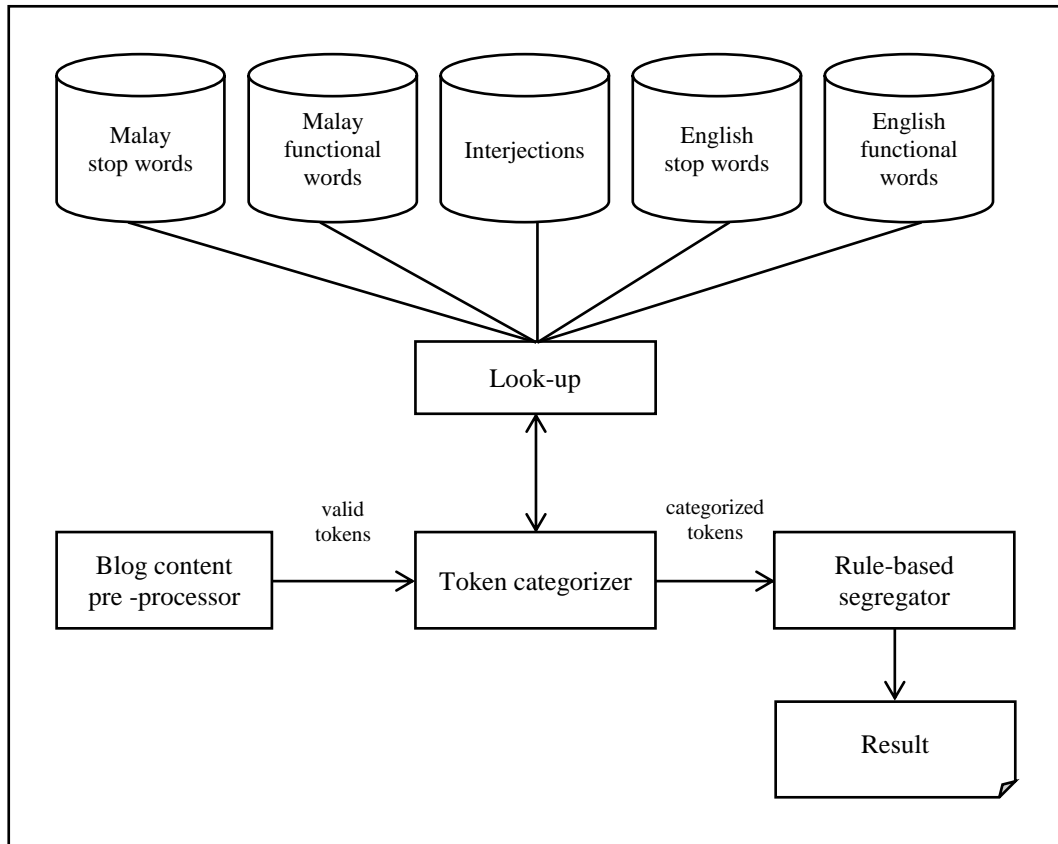 Malay
stop words
Malay
functional
words
Interjections
English
stop words
English
functional
words
Look-up
valid
tokens
categorized
tokens
Blog content
pre -processor
Token categorizer
Rule-based
segregator
Result